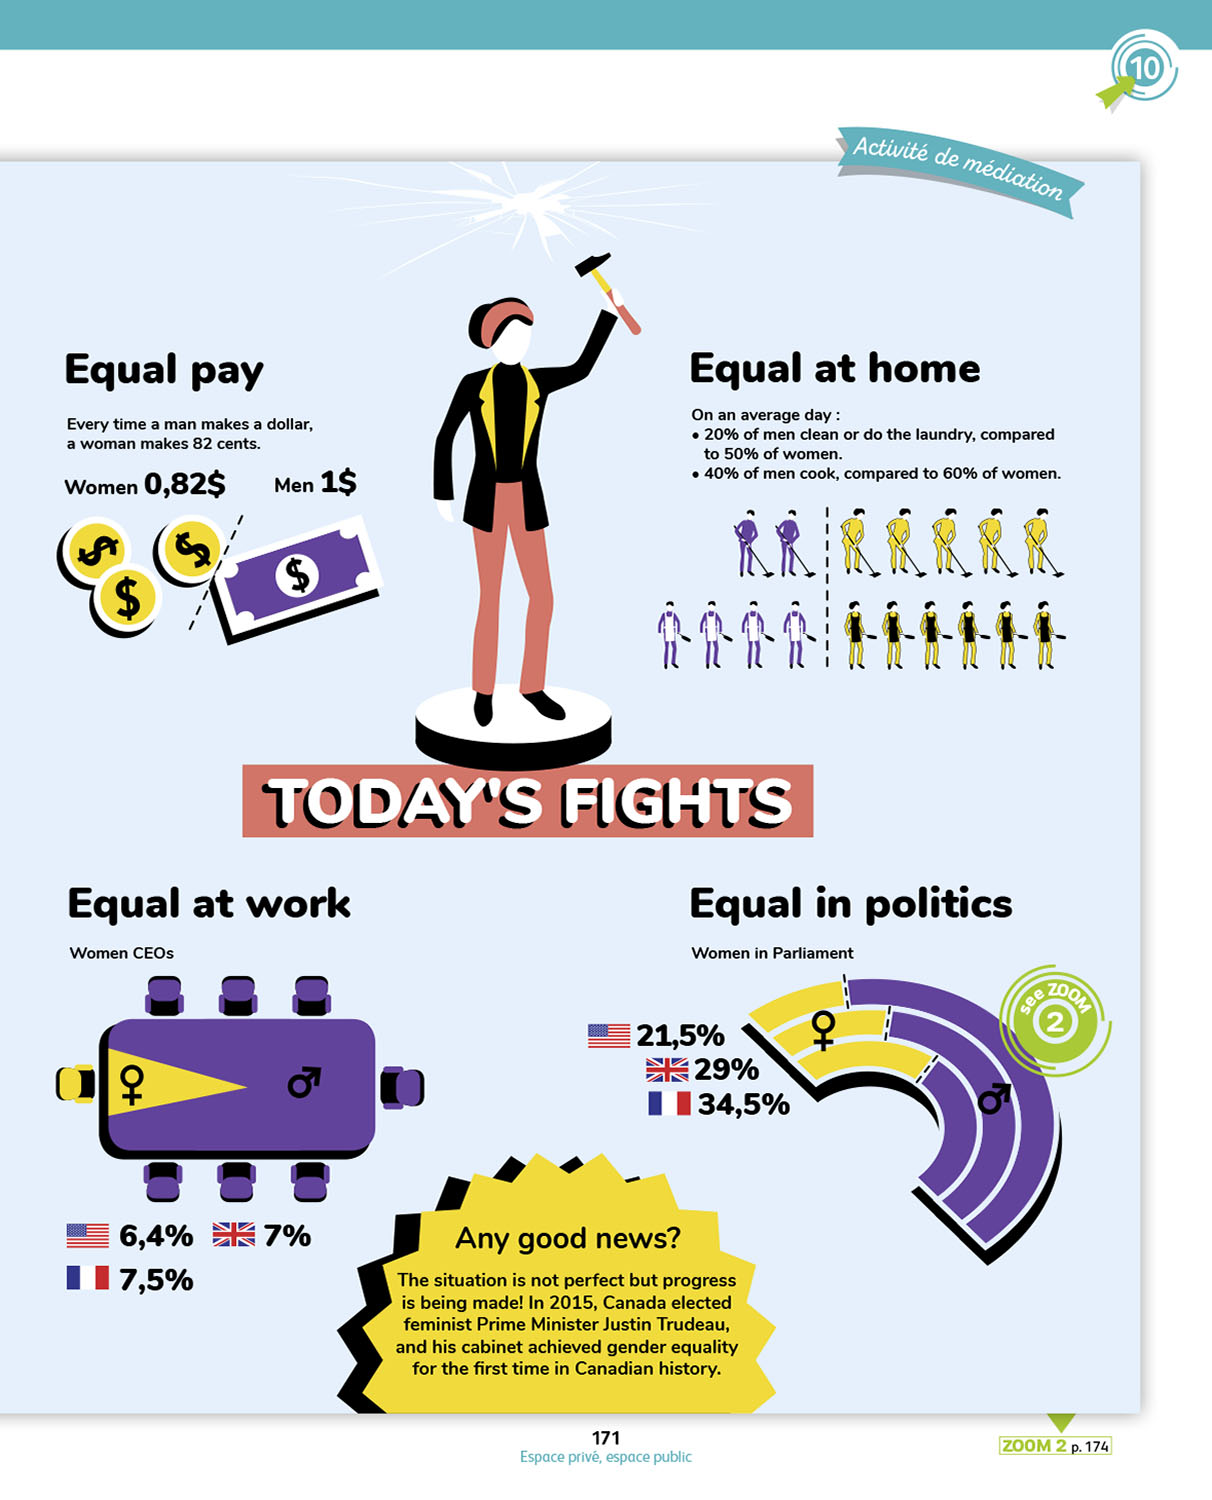 10
Activité de médiation
Equal pay
Every time a man makes a dollar,
a woman makes 82 cents.
Women 0,82$
Men 1$
$
$
$
$
Equal at home
On an average day :
• 20% of men clean or do the laundry, compared
to 50% of women.
• 40% of men cook, compared to 60% of women.
TODAY'S FIGHTS
Equal at work
Women CEOs
♀ ♂
6,4% 7%
7,5%
Equal in politics
Women in Parliament
see ZOOM
2
21,5%
29%
34,5%
♀ ♂
Any good news?
The situation is not perfect but progress
is being made! In 2015, Canada elected
feminist Prime Minister Justin Trudeau,
and his cabinet achieved gender equality
for the first time in Canadian history.
171
Espace privé, espace public
ZOOM 2 p. 174